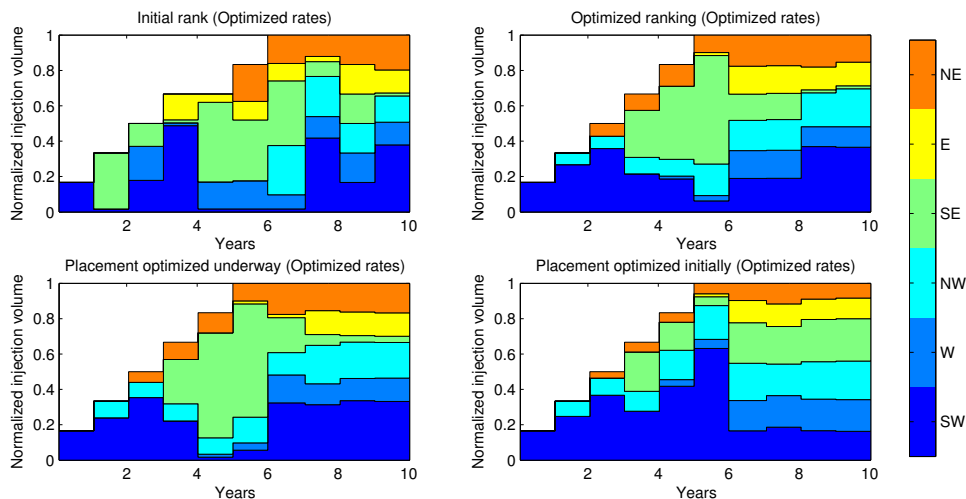 Initial rank (Optimized rates)
Normalized injection volume
1
0.8
0.6
0.4
0.2
0
2 4 6 8 10
Years
Optimized ranking (Optimized rates)
Normalized injection volume
1
0.8
0.6
0.4
0.2
0
2 4 6 8 10
Years
Placement optimized underway (Optimized rates)
Normalized injection volume
1
0.8
0.6
0.4
0.2
0
2 4 6 8 10
Years
Placement optimized initially (Optimized rates)
Normalized injection volume
1
0.8
0.6
0.4
0.2
0
2 4 6 8 10
Years
NE
E
SE
NW
W
SW